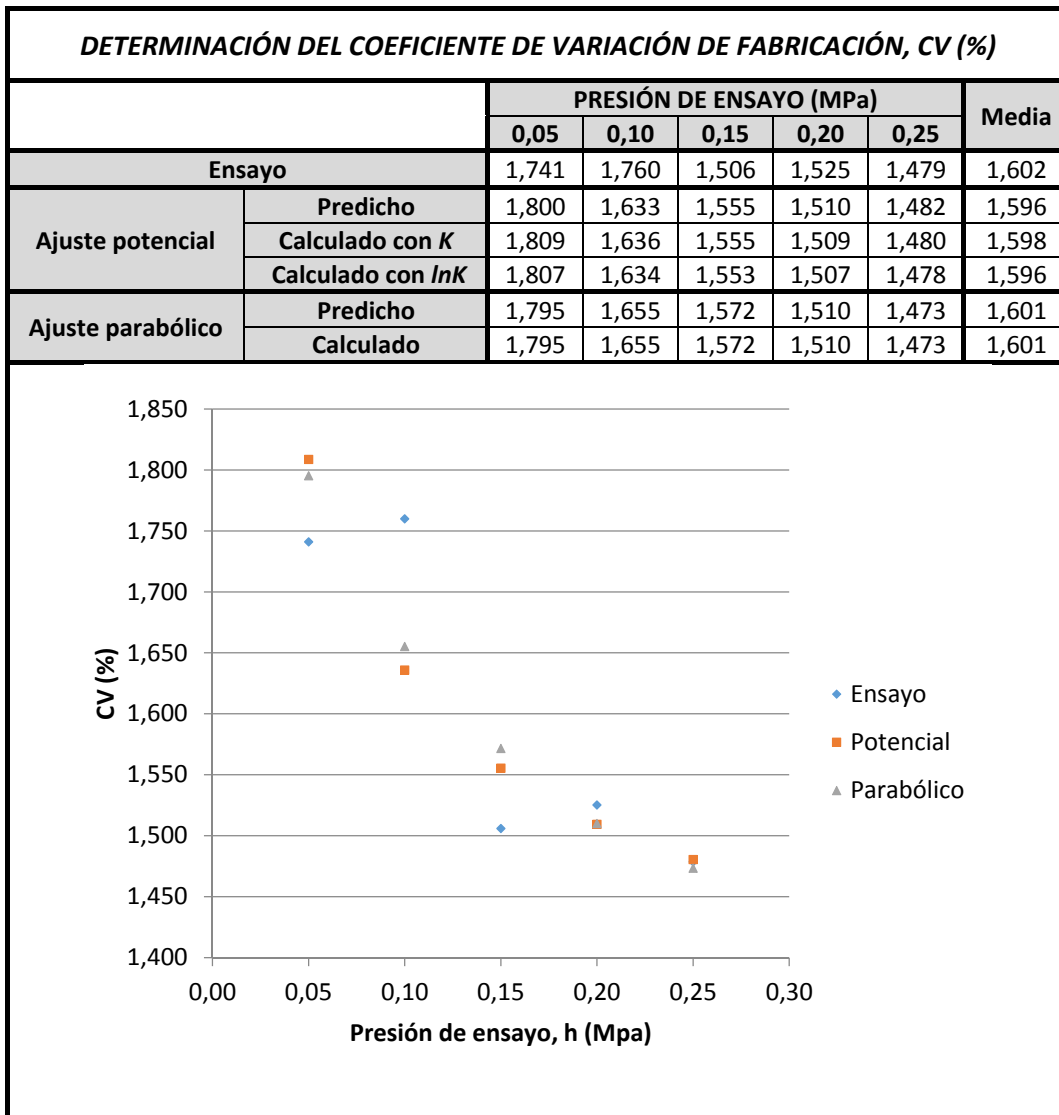 DETERMINACIÓN DEL COEFICIENTE DE VARIACIÓN DE FABRICACIÓN, CV (%)
PRESIÓN DE ENSAYO (MPa) Media
0,05 0,10 0,15 0,20 0,25
Ensayo 1,741 1,760 1,506 1,525 1,479 1,602
Ajuste potencial
Predicho 1,800 1,633 1,555 1,510 1,482 1,596
Calculado con K 1,809 1,636 1,555 1,509 1,480 1,598
Calculado con lnK 1,807 1,634 1,553 1,507 1,478 1,596
Ajuste parabólico
Predicho 1,795 1,655 1,572 1,510 1,473 1,601
Calculado 1,795 1,655 1,572 1,510 1,473 1,601
CV (%)
1,850
1,800
1,750
1,700
1,650
1,600
1,550
1,500
1,450
1,400
0,00 0,05 0,10 0,15 0,20 0,25 0,30
Presión de ensayo, h (Mpa)
Ensayo
Potencial
Parabólico